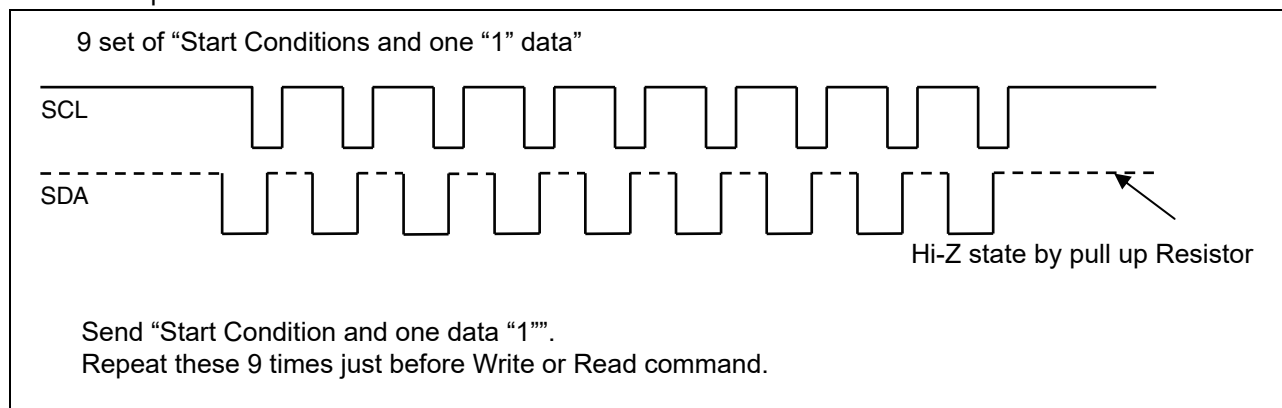 9 set of “Start Conditions and one “1” data”
SCL
SDA
Hi-Z state by pull up Resistor
Send “Start Condition and one data “1””.
Repeat these 9 times just before Write or Read command.